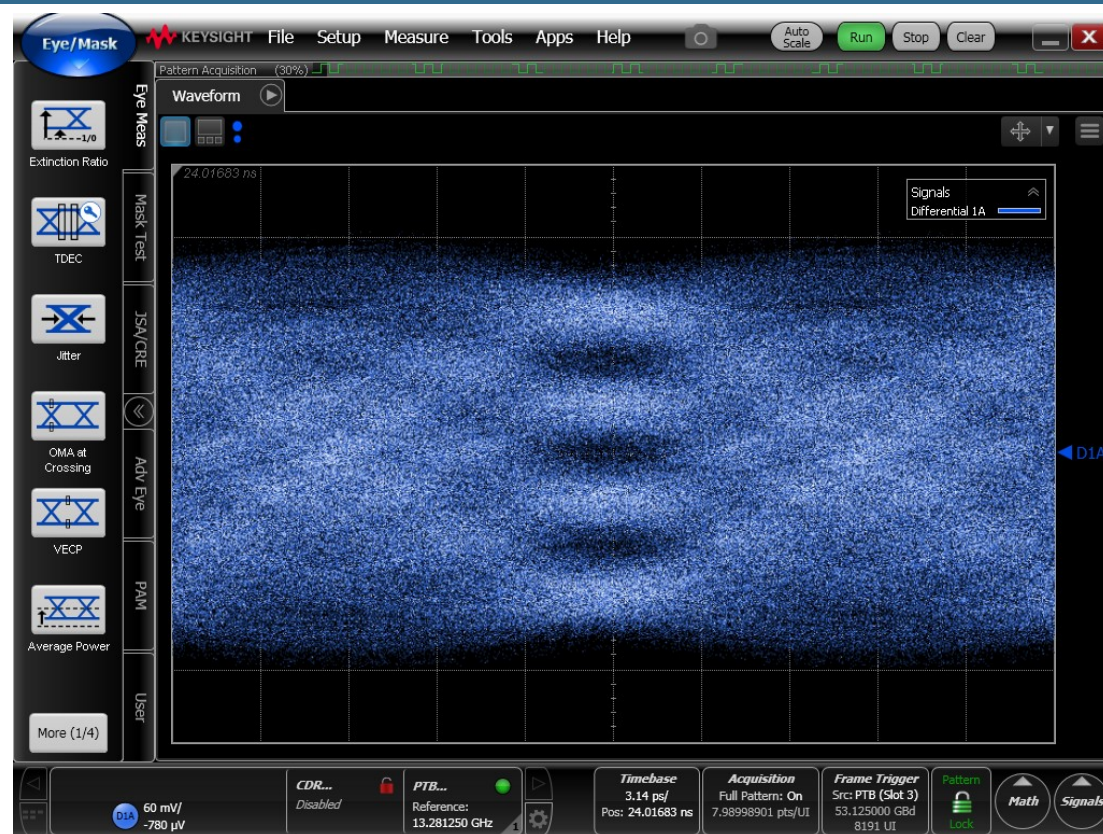 Eye/Mask
KEYSIGHT File Setup Measure Tools Apps Help
Auto
Scale
Run
Stop
Clear
X
Pattern Acquisition (30%)
Waveform
Eye Meas
Mask Test
JSA/CRE
Adv Eye
PAM
User
1/0
Extinction Ratio
TDEC
Jitter
OMA at
Crossing
VECP
Average Power
More (1/4)
24.01683 ns
Signals
Differential 1A
D1A
D1A
60 mV/
-780 µV
CDR...
Disabled
PTB...
Reference:
13.281250 GHz
1
Timebase
3.14 ps/
Pos: 24.01683 ns
Acquisition
Full Pattern: On
7.98998901 pts/UI
Frame Trigger
Src: PTB (Slot 3)
53.125000 GBd
8191 UI
Pattern
Lock
Math
Signals